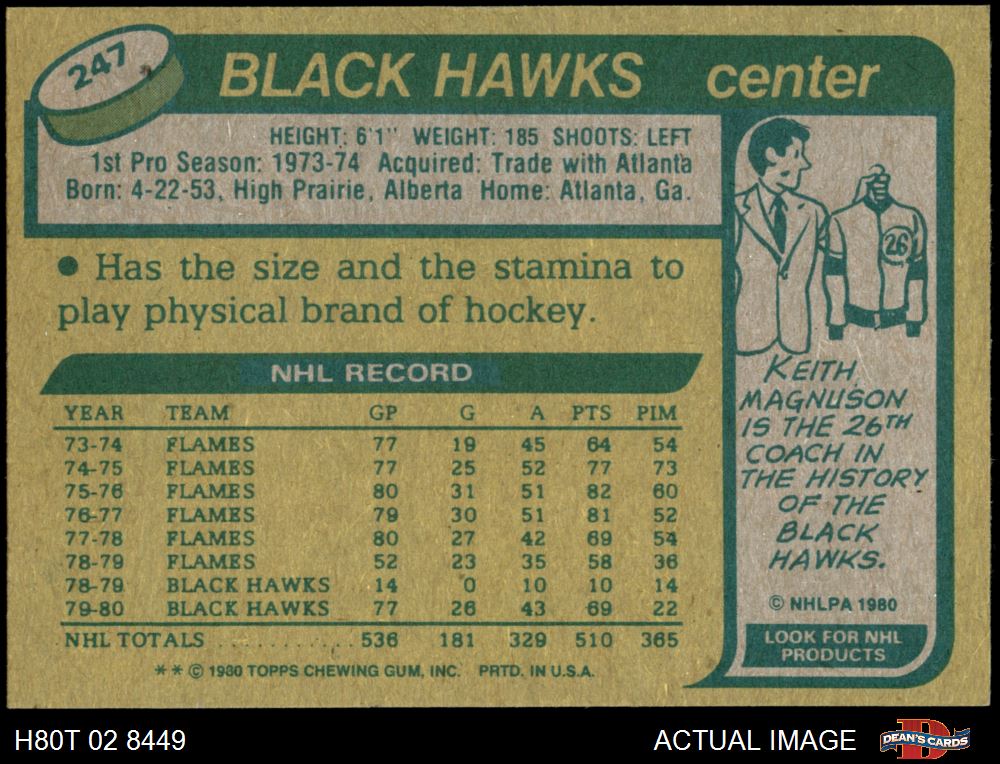 247
BLACK HAWKS center
HEIGHT: 6'1" WEIGHT: 185 SHOOTS: LEFT
1st Pro Season: 1973-74 Acquired: Trade with Atlanta
Born: 4-22-53, High Prairie, Alberta Home: Atlanta, Ga.
● Has the size and the stamina to
play physical brand of hockey.
NHL RECORD
YEAR TEAM GP G A PTS PIM
73-74 FLAMES 77 19 45 64 54
74-75 FLAMES 77 25 52 77 73
75-76 FLAMES 80 31 51 82 60
76-77 FLAMES 79 30 51 81 52
77-78 FLAMES 80 27 42 69 54
78-79 FLAMES 52 23 35 58 36
78-79 BLACK HAWKS 14 0 10 10 14
79-80 BLACK HAWKS 77 26 43 69 22
NHL TOTALS . . . . . . . . . . . 536 181 329 510 365
** © 1980 TOPPS CHEWING GUM, INC. PRTD. IN U.S.A.
26
KEITH
MAGNUSON
IS THE 26TH
COACH IN
THE HISTORY
OF THE
BLACK
HAWKS.
© NHLPA 1980
LOOK FOR NHL
PRODUCTS
H80T 02 8449
ACTUAL IMAGE
D
DEAN'S CARDS